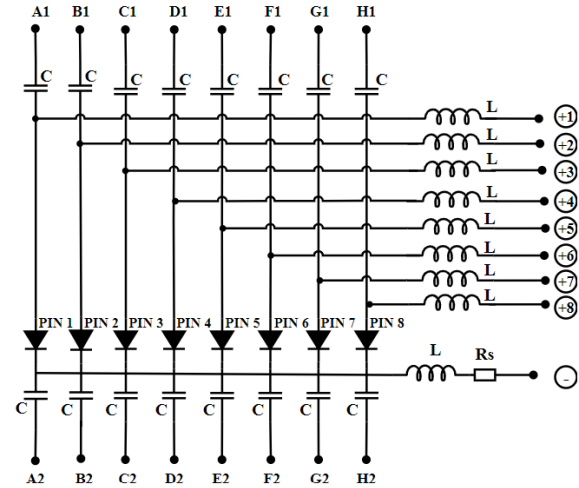 A1 B1 C1 D1 E1 F1 G1 H1
C C C C C C C C
L +1
L +2
L +3
L +4
L +5
L +6
L +7
L +8
PIN 1 PIN 2 PIN 3 PIN 4 PIN 5 PIN 6 PIN 7 PIN 8
L Rs -
C C C C C C C C
A2 B2 C2 D2 E2 F2 G2 H2